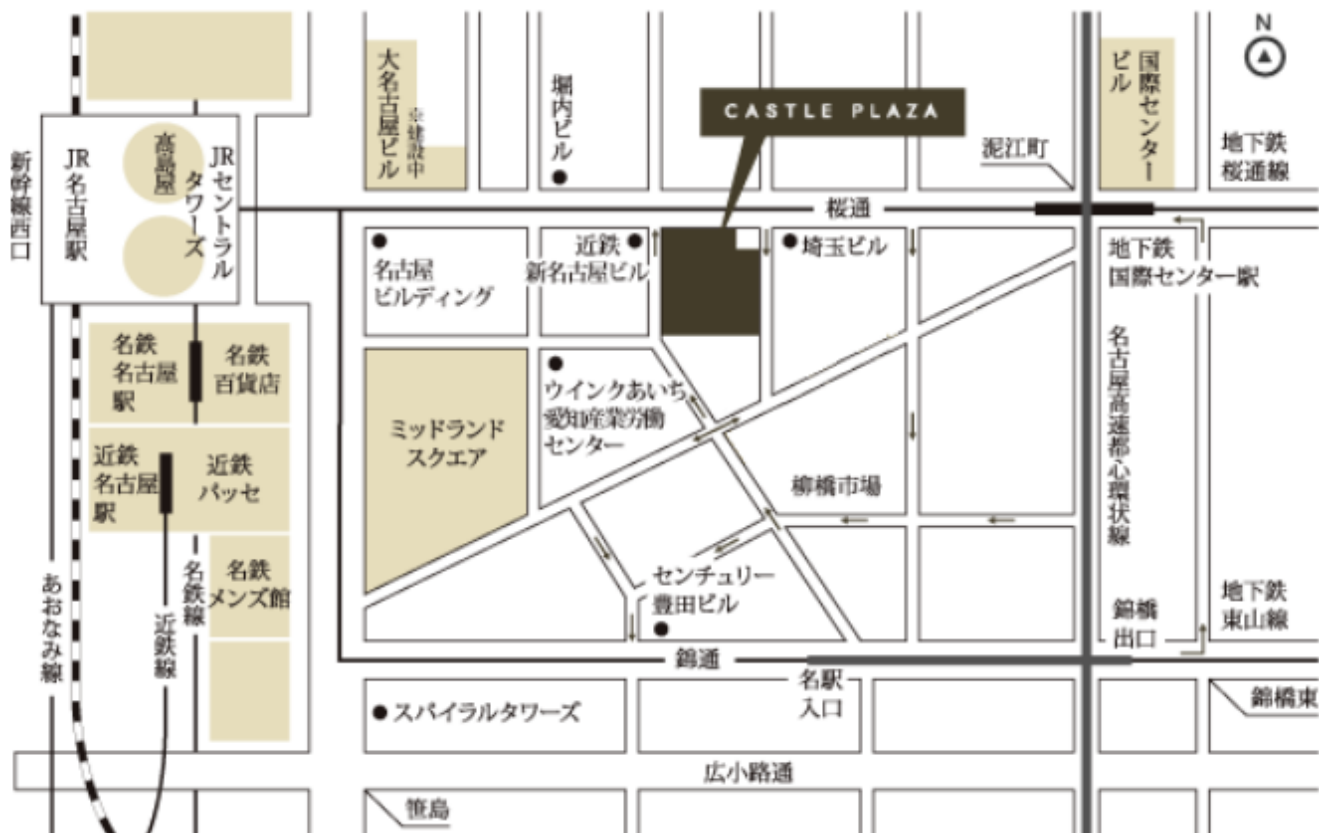 N
大名古屋ビル
※建設中
堀内ビル
CASTLE PLAZA
泥江町
国際センター
ビル
地下鉄
桜通線
新幹線西口
JR名古屋駅
高島屋
JRセントラル
タワーズ
桜通
名古屋
ビルディング
近鉄
新名古屋ビル
埼玉ビル
地下鉄
国際センター駅
名鉄
名古屋
駅
名鉄
百貨店
ミッドランド
スクエア
ウインクあいち
愛知産業労働
センター
名古屋高速都心環状線
近鉄
名古屋
駅
近鉄
パッセ
柳橋市場
あおなみ線
近鉄線
名鉄線
名鉄
メンズ館
センチュリー
豊田ビル
錦橋
出口
地下鉄
東山線
錦通
名駅
入口
スパイラルタワーズ
錦橋東
広小路通
笹島